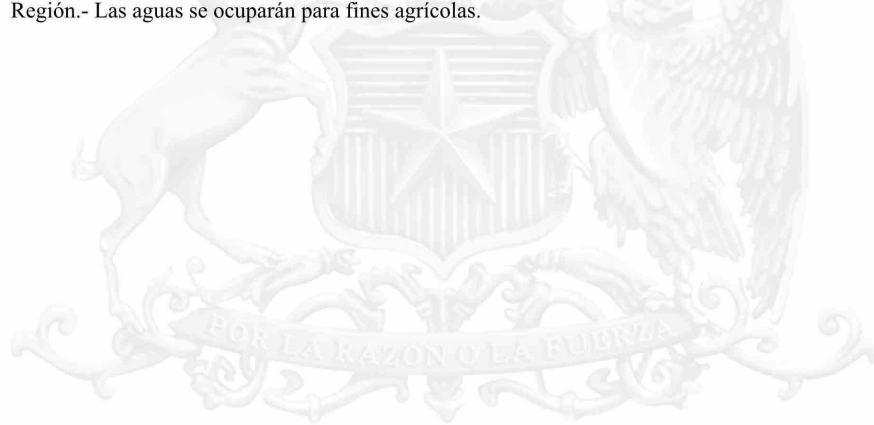 Región.- Las aguas se ocuparán para fines agrícolas.
POR LA RAZON O LA FUERZA